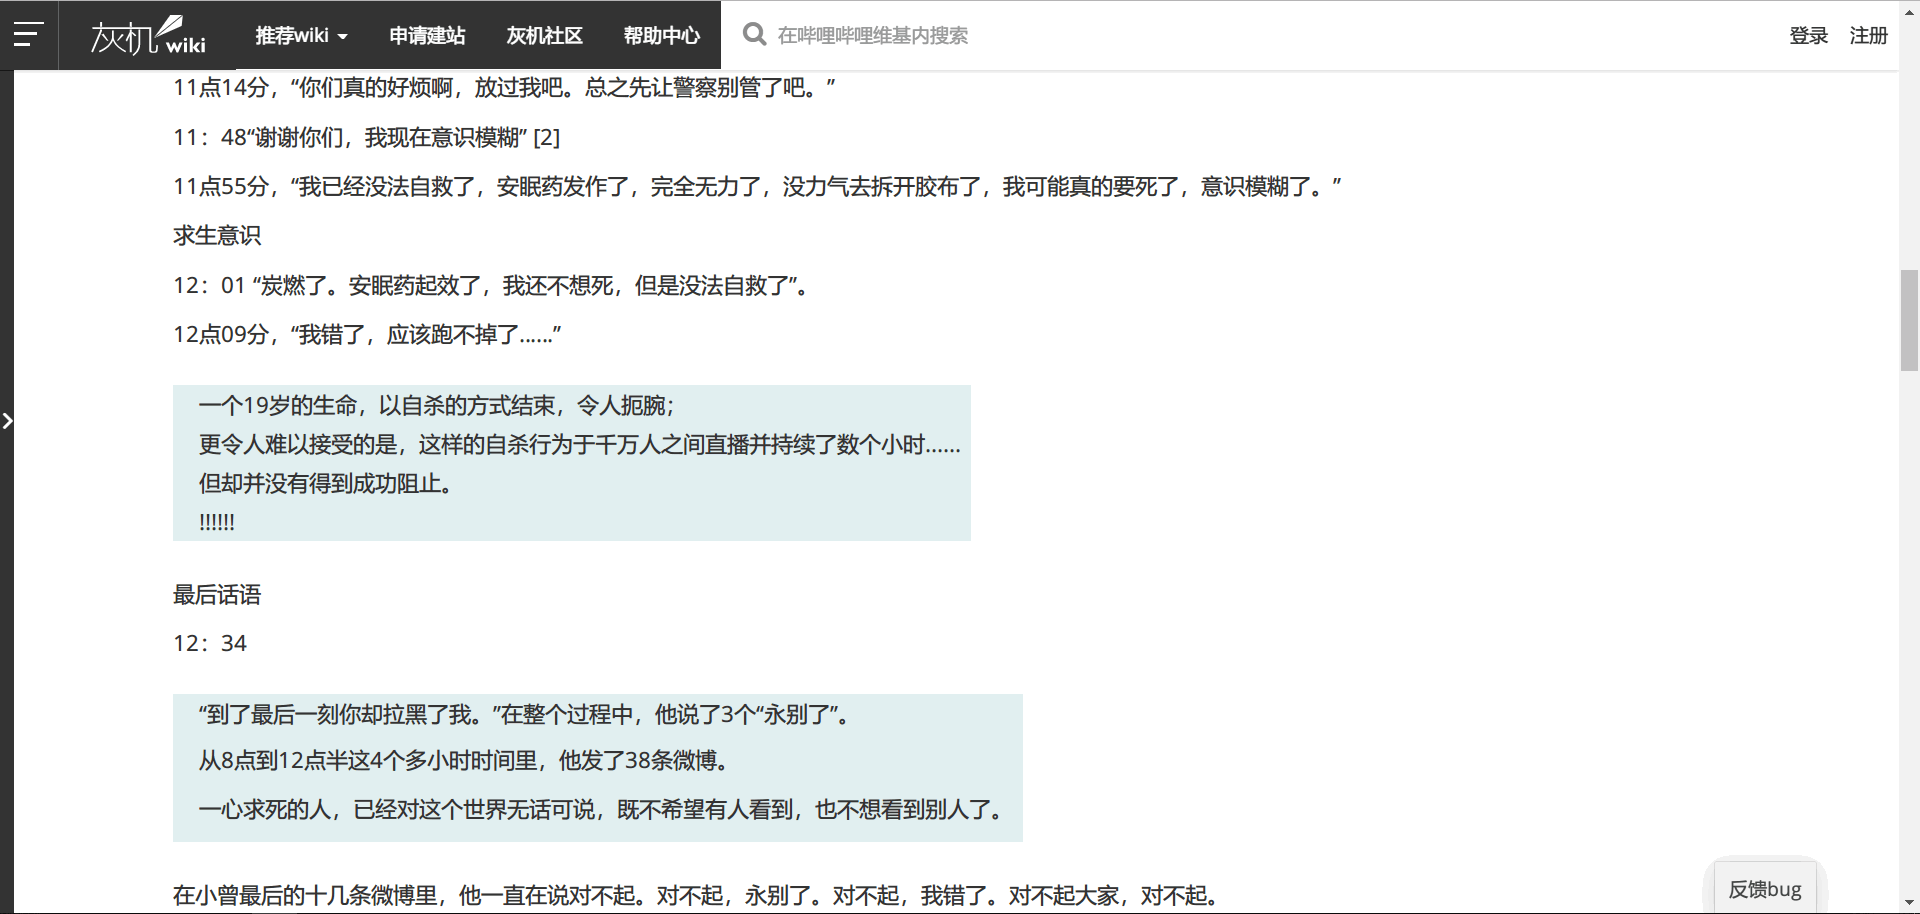 灰机wiki 推荐wiki 申请建站 灰机社区 帮助中心 在哔哩哔哩维基内搜索 登录 注册
11点14分，“你们真的好烦啊，放过我吧。总之先让警察别管了吧。”
11：48“谢谢你们，我现在意识模糊” [2]
11点55分，“我已经没法自救了，安眠药发作了，完全无力了，没力气去拆开胶布了，我可能真的要死了，意识模糊了。”
求生意识
12：01 “炭燃了。安眠药起效了，我还不想死，但是没法自救了”。
12点09分，“我错了，应该跑不掉了......”
一个19岁的生命，以自杀的方式结束，令人扼腕；
更令人难以接受的是，这样的自杀行为于千万人之间直播并持续了数个小时......
但却并没有得到成功阻止。
!!!!!!
最后话语
12：34
“到了最后一刻你却拉黑了我。”在整个过程中，他说了3个“永别了”。
从8点到12点半这4个多小时时间里，他发了38条微博。
一心求死的人，已经对这个世界无话可说，既不希望有人看到，也不想看到别人了。
在小曾最后的十几条微博里，他一直在说对不起。对不起，永别了。对不起，我错了。对不起大家，对不起。
反馈bug